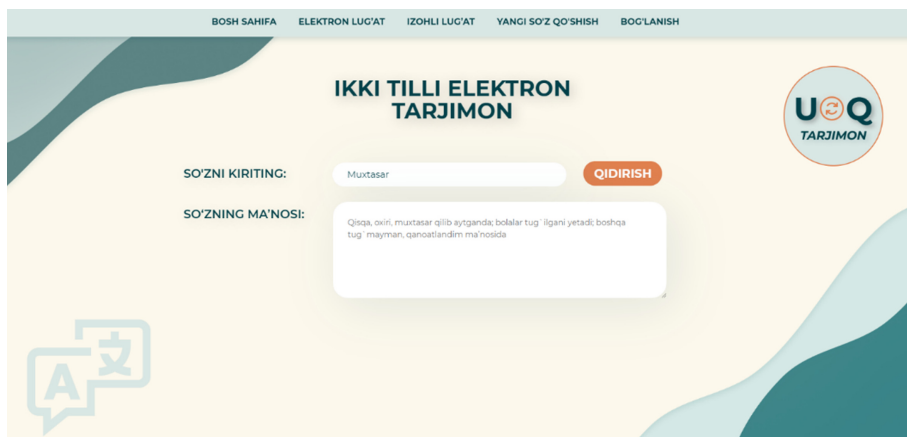 BOSH SAHIFA ELEKTRON LUG'AT IZOHLI LUG'AT YANGI SO'Z QO'SHISH BOG'LANISH
IKKI TILLI ELEKTRON
TARJIMON
U Q
TARJIMON
SO'ZNI KIRITING: Muxtasar QIDIRISH
SO'ZNING MA'NOSI:
Qisqa, oxiri, muxtasar qilib aytganda; bolalar tug`ilgani yetadi; boshqa
tug`mayman, qanoatlandim ma'nosida
A 文